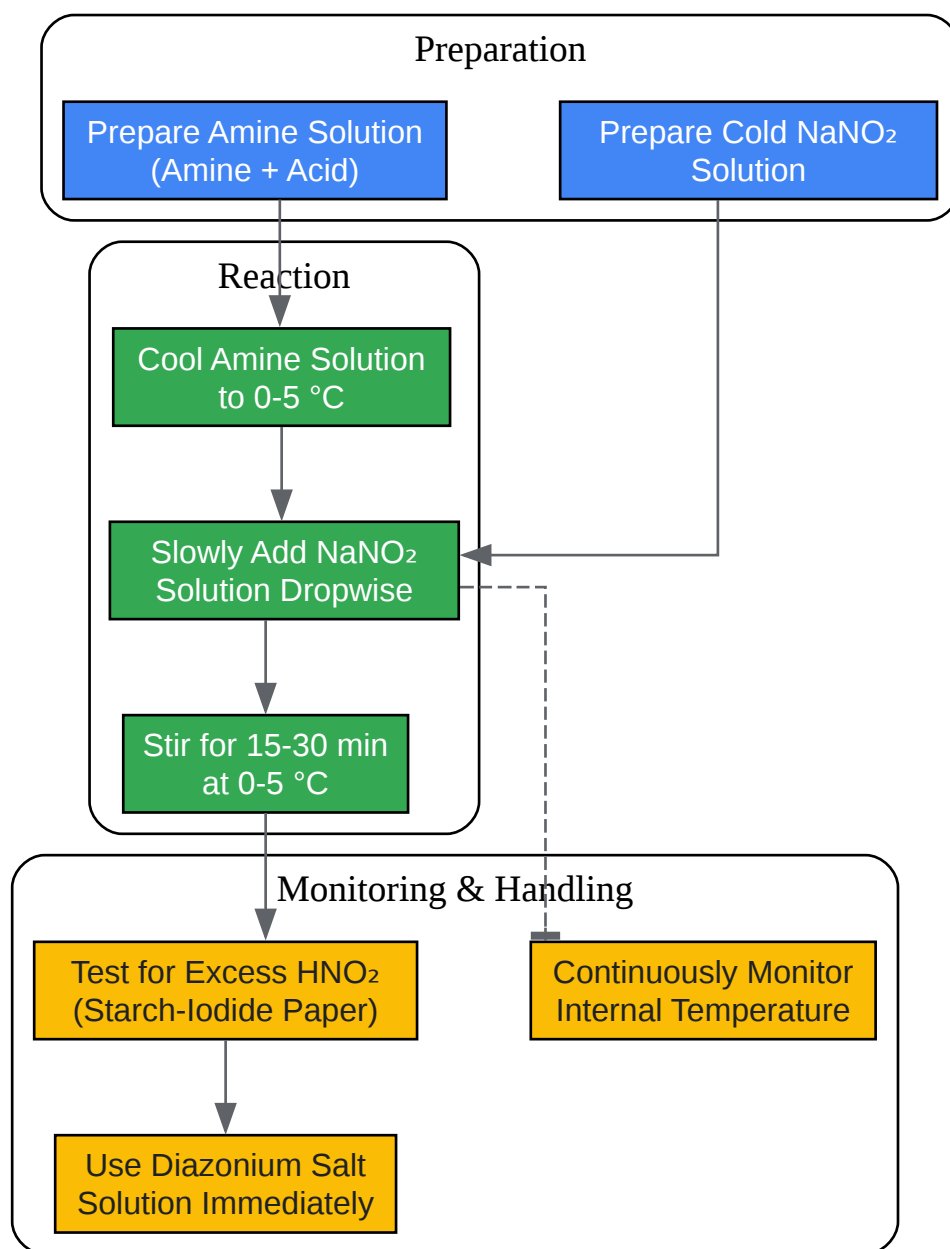 Preparation
Prepare Amine Solution
(Amine + Acid)
Prepare Cold NaNO₂
Solution
Reaction
Cool Amine Solution
to 0-5 °C
Slowly Add NaNO₂
Solution Dropwise
Stir for 15-30 min
at 0-5 °C
Monitoring & Handling
Test for Excess HNO₂
(Starch-Iodide Paper)
Continuously Monitor
Internal Temperature
Use Diazonium Salt
Solution Immediately